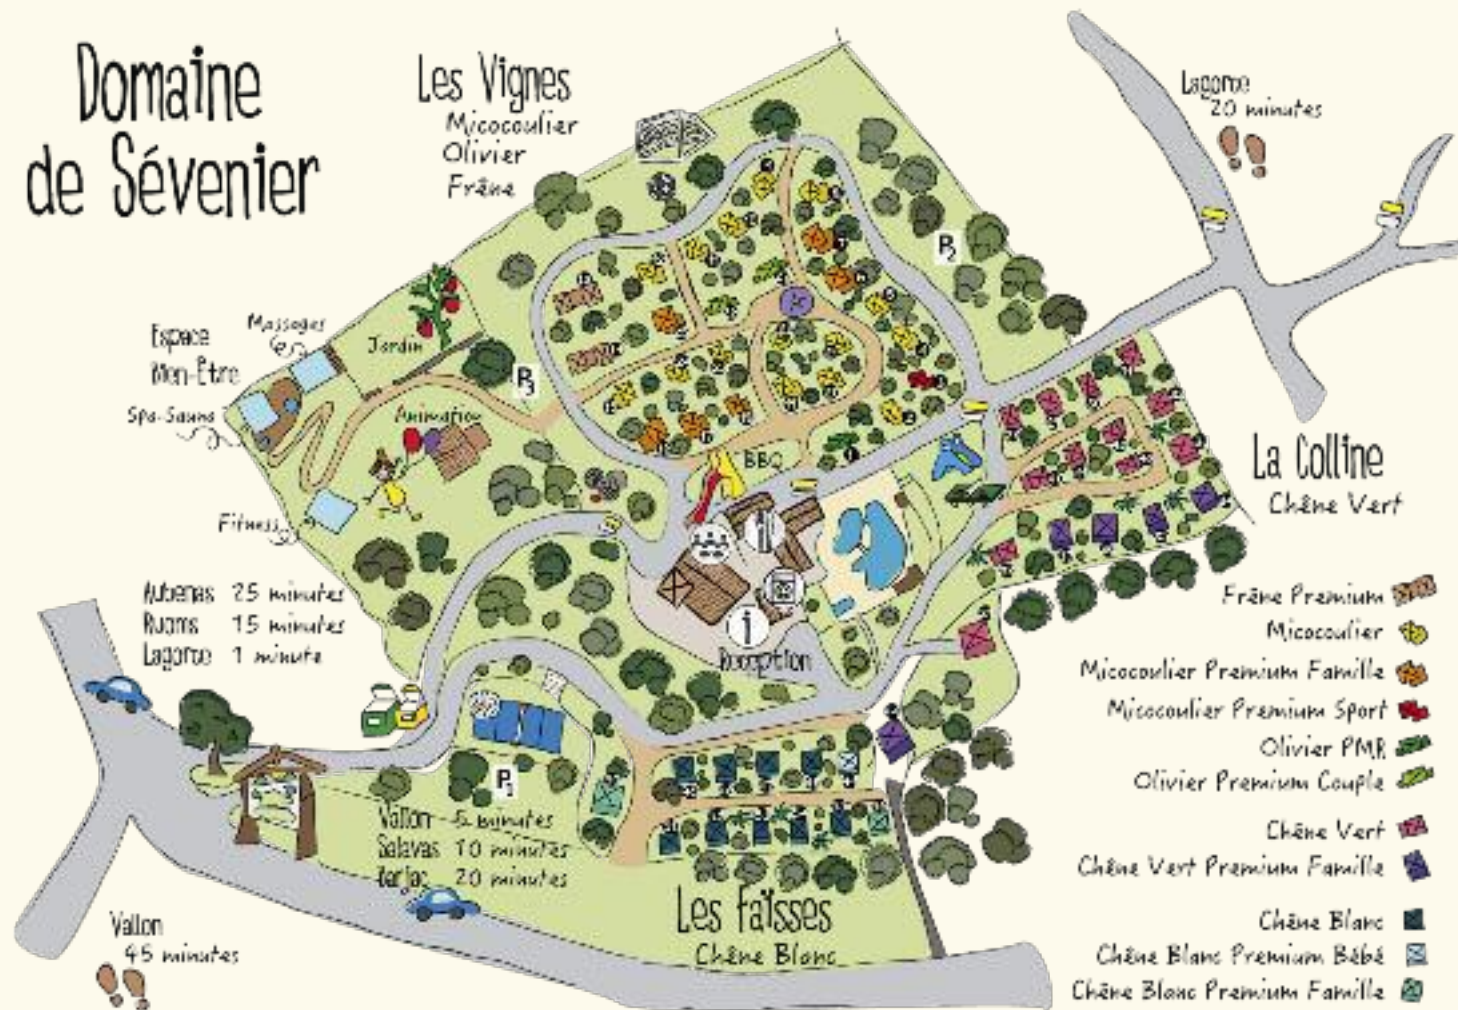 Domaine
de Sévenier
Les Vignes
Micocoulier
Olivier
Frêne
Lagorce
20 minutes
P2
Espace
Bien-Être
Massages
Jardin
P3
Spa-Sauna
Animation
BBQ
Fitness
La Colline
Chêne Vert
Aubenas 25 minutes
Ruoms 15 minutes
Lagorce 1 minute
i
Reception
P1
Vallon 5 minutes
Salavas 10 minutes
Barjac 20 minutes
Les Faïsses
Chêne Blanc
Vallon
45 minutes
Frêne Premium
Micocoulier
Micocoulier Premium Famille
Micocoulier Premium Sport
Olivier PMR
Olivier Premium Couple
Chêne Vert
Chêne Vert Premium Famille
Chêne Blanc
Chêne Blanc Premium Bébé
Chêne Blanc Premium Famille